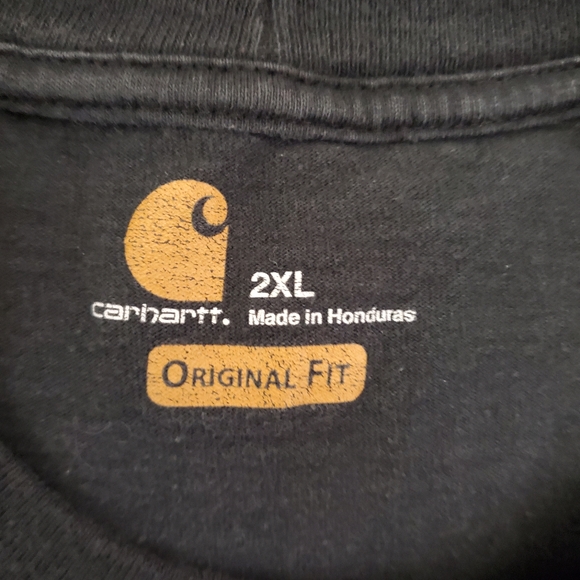 2XL
carhartt. Made in Honduras
ORIGINAL FIT